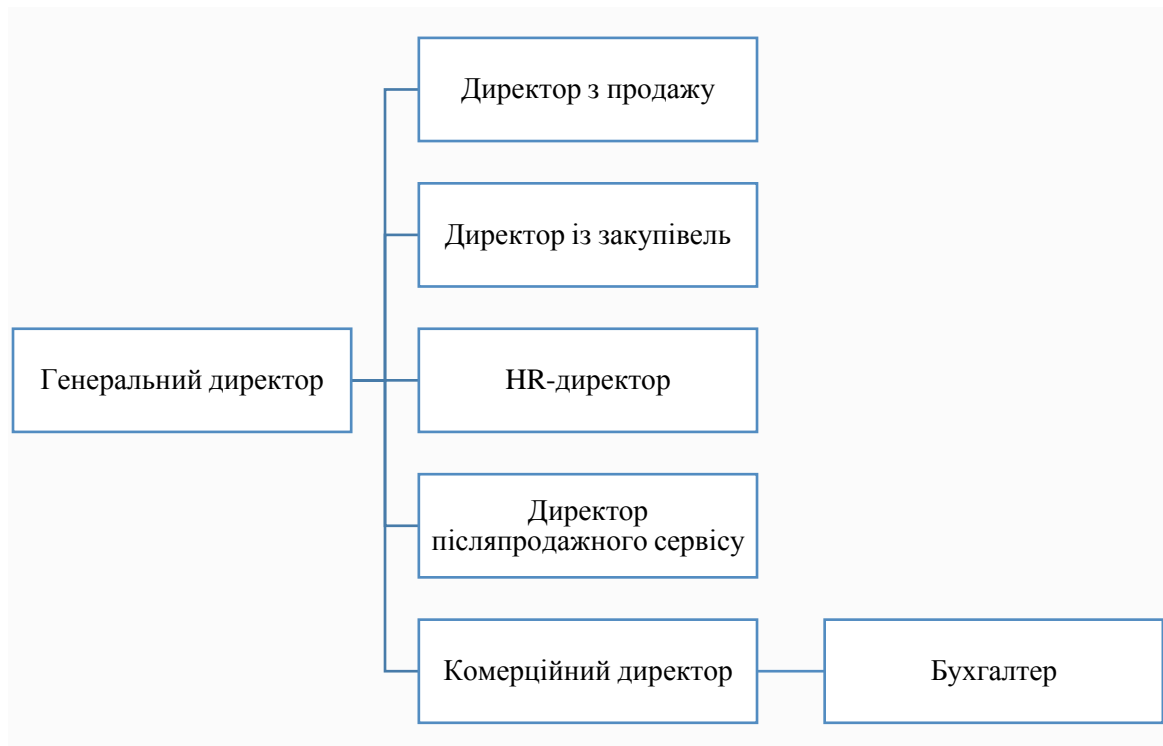 Директор з продажу
Директор із закупівель
Генеральний директор
HR-директор
Директор
післяпродажного сервісу
Комерційний директор
Бухгалтер